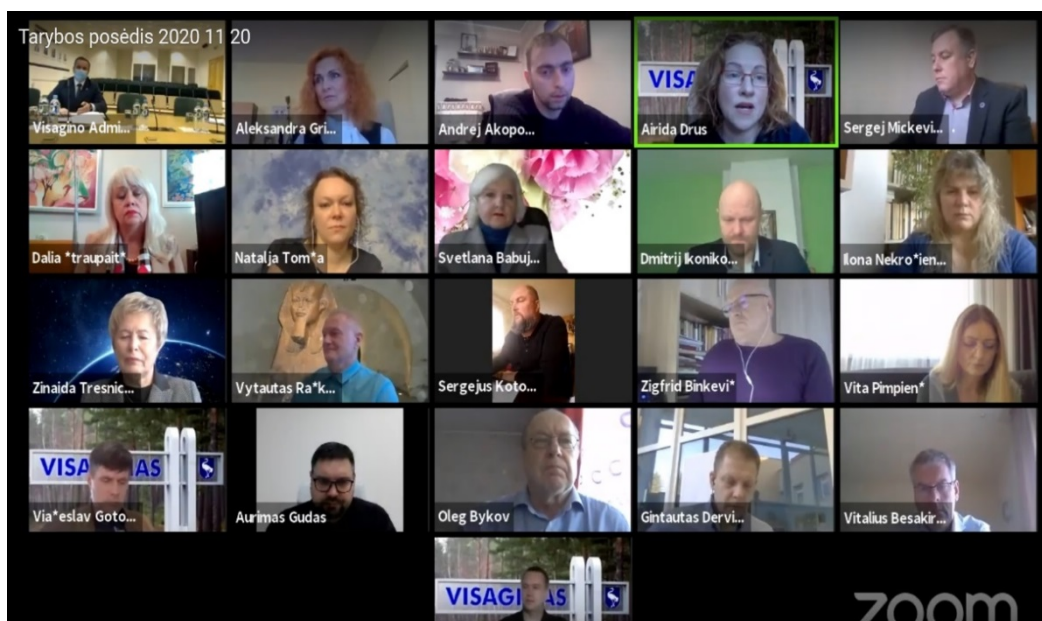 Tarybos posėdis 2020 11 20
VISA
Visagino Admi...
Aleksandra Gri...
Andrej Akopo...
Airida Drus
Sergej Mickevi...
Dalia *traupait*
Natalja Tom*a
Svetlana Babuj...
Dmitrij Ikoniko...
Ilona Nekro*ien...
Zinaida Tresnic...
Vytautas Ra*k...
Sergejus Koto...
Zigfrid Binkevi*
Vita Pimpien*
VISA AS
Via*eslav Goto...
Aurimas Gudas
Oleg Bykov
Gintautas Dervi...
Vitalius Besakir...
VISAGI AS
zoom